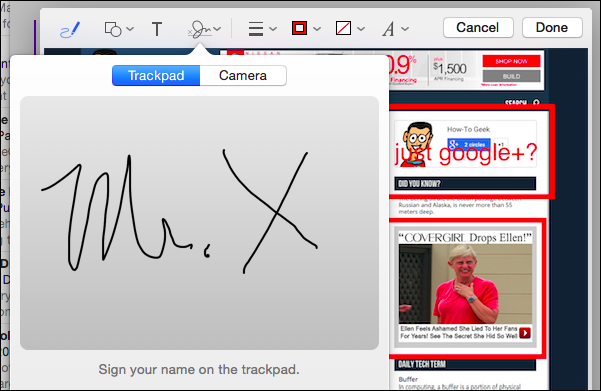 T
A
Cancel
Done
Trackpad
Camera
Mr. X
Sign your name on the trackpad.
0.9%
Financing
plus
$1,500
APR Financing
SHOP NOW
BUILD
SEARCH
How-To Geek
g+ 2 circles
+1
just google+?
DID YOU KNOW?
Russian and Alaska, is never more than 55
meters deep.
"COVERGIRL Drops Ellen!"
Ellen Feels Ashamed She Lied To Her Fans
For Years! See The Secret She Hid So Well
DAILY TECH TERM
Buffer
In computing, a buffer is a portion of physical